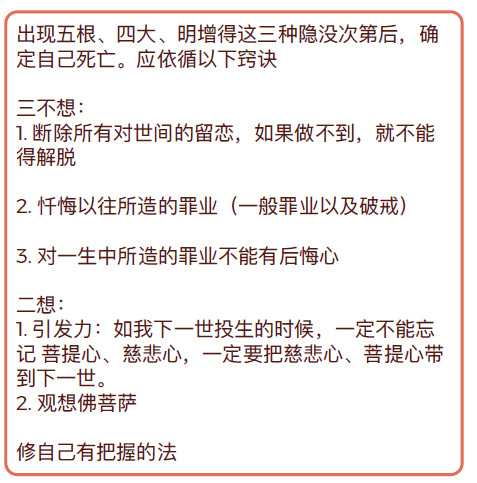 出现五根、四大、明增得这三种隐没次第后，确
定自己死亡。应依循以下窍诀
三不想：
1. 断除所有对世间的留恋，如果做不到，就不能
得解脱
2. 忏悔以往所造的罪业（一般罪业以及破戒）
3. 对一生中所造的罪业不能有后悔心
二想：
1. 引发力：如我下一世投生的时候，一定不能忘
记 菩提心、慈悲心，一定要把慈悲心、菩提心带
到下一世。
2. 观想佛菩萨
修自己有把握的法